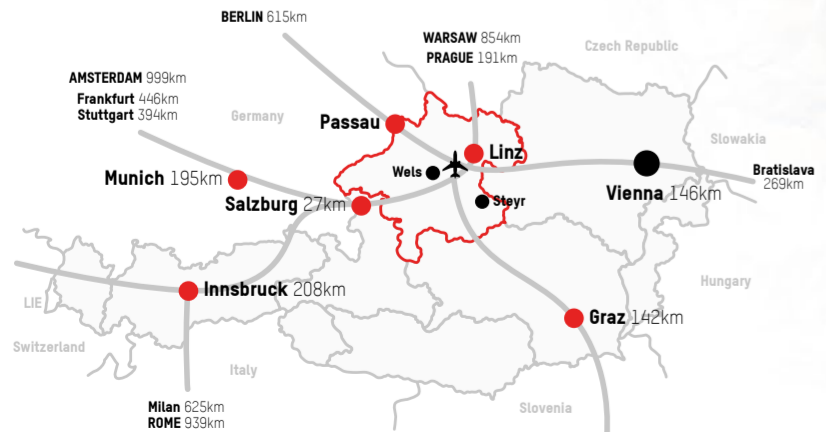 BERLIN 615km
WARSAW 854km
PRAGUE 191km
Czech Republic
AMSTERDAM 999km
Frankfurt 446km
Stuttgart 394km
Germany
Passau
Slowakia
Linz
Wels
Bratislava
269km
Munich 195km
Vienna 146km
Salzburg 27km
Steyr
Hungary
Innsbruck 208km
LIE
Graz 142km
Switzerland
Italy
Milan 625km
ROME 939km
Slovenia